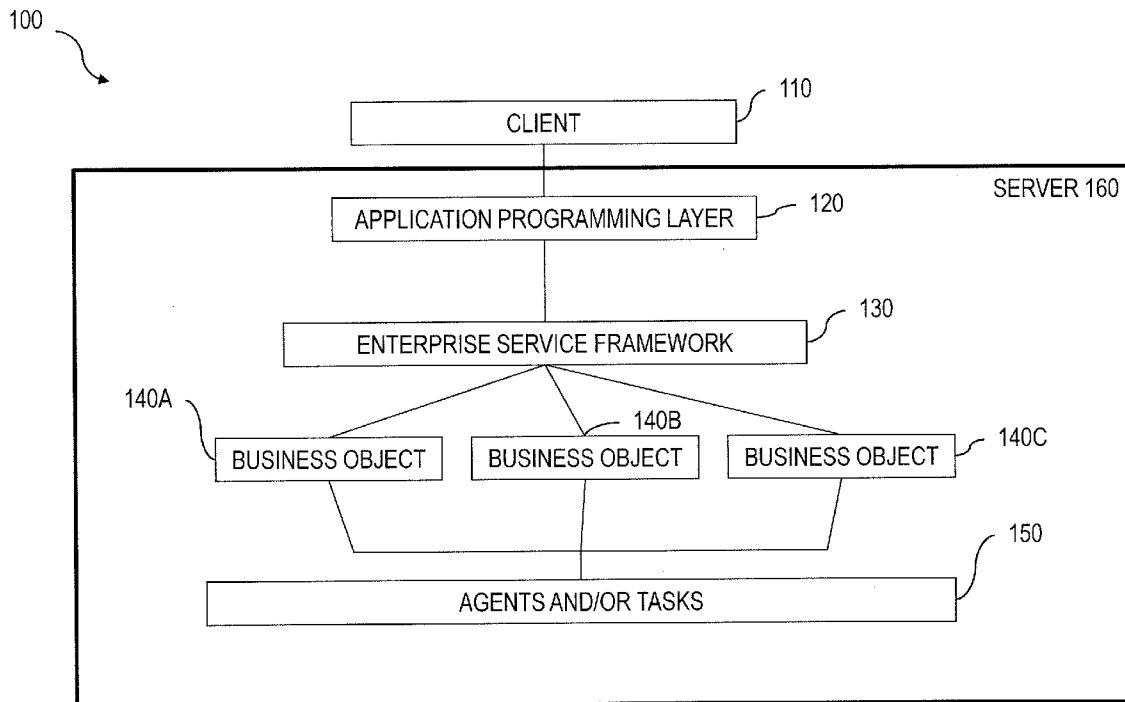 100
110
CLIENT
SERVER 160
APPLICATION PROGRAMMING LAYER
120
130
ENTERPRISE SERVICE FRAMEWORK
140A
140B
140C
BUSINESS OBJECT
BUSINESS OBJECT
BUSINESS OBJECT
150
AGENTS AND/OR TASKS